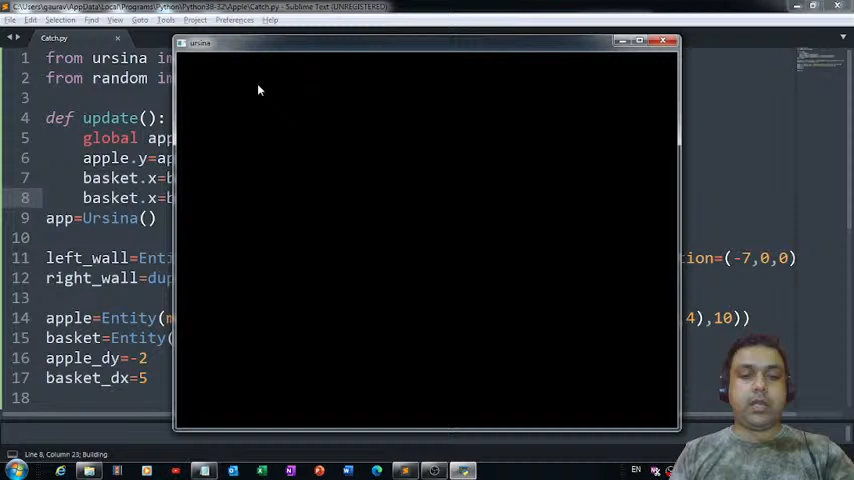 C:\Users\gaurav\AppData\Local\Programs\Python\Python38-32\Apple\Catch.py - Sublime Text (UNREGISTERED)
File Edit Selection Find View Goto Tools Project Preferences Help
Catch.py
ursina
1 from ursina im
2 from random im
3
4 def update():
5 global app
6 apple.y=ap
7 basket.x=b
8 basket.x=b
9 app=Ursina()
10
11 left_wall=Enti tion=(-7,0,0)
12 right_wall=dup
13
14 apple=Entity(m 4),10))
15 basket=Entity(
16 apple_dy=-2
17 basket_dx=5
18
Line 8, Column 23; Building
EN